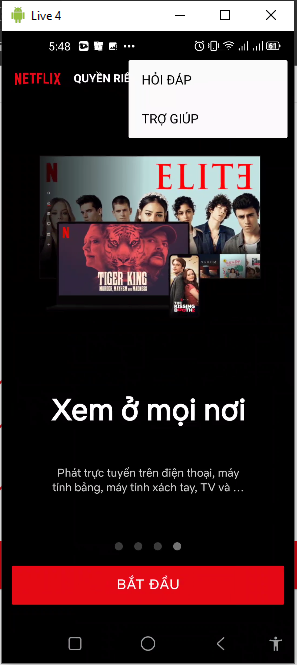 Live 4
5:48
61
NETFLIX
QUYỀN RIÊ
HỎI ĐÁP
TRỢ GIÚP
N
ELITE
N
TIGER KING
MURDER, MAYHEM AND MADNESS
THE KISSING BOOTH
Xem ở mọi nơi
Phát trực tuyến trên điện thoại, máy
tính bảng, máy tính xách tay, TV và ...
BẮT ĐẦU